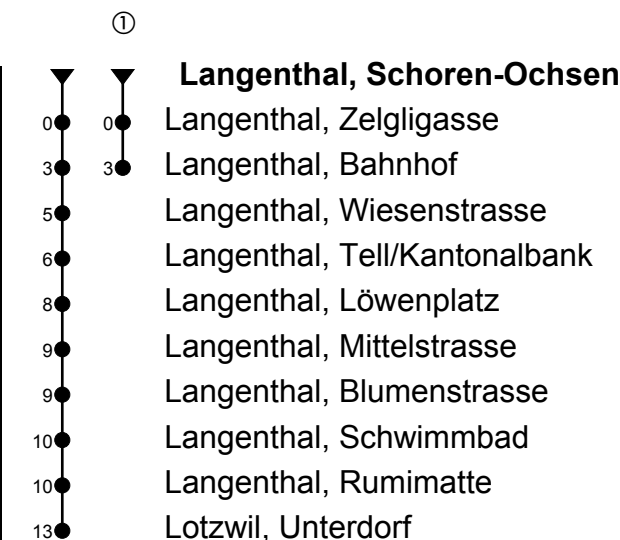 ①
Langenthal, Schoren-Ochsen
0 0 Langenthal, Zelgligasse
3 3 Langenthal, Bahnhof
5 Langenthal, Wiesenstrasse
6 Langenthal, Tell/Kantonalbank
8 Langenthal, Löwenplatz
9 Langenthal, Mittelstrasse
9 Langenthal, Blumenstrasse
10 Langenthal, Schwimmbad
10 Langenthal, Rumimatte
13 Lotzwil, Unterdorf